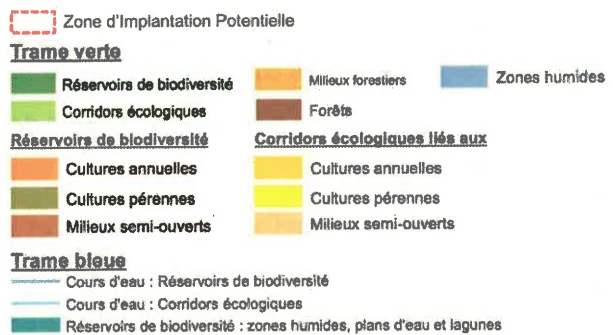 Zone d'Implantation Potentielle
Trame verte
Réservoirs de biodiversité
Corridors écologiques
Milieux forestiers
Forêts
Zones humides
Réservoirs de biodiversité
Cultures annuelles
Cultures pérennes
Milieux semi-ouverts
Corridors écologiques liés aux
Cultures annuelles
Cultures pérennes
Milieux semi-ouverts
Trame bleue
Cours d'eau : Réservoirs de biodiversité
Cours d'eau : Corridors écologiques
Réservoirs de biodiversité : zones humides, plans d'eau et lagunes